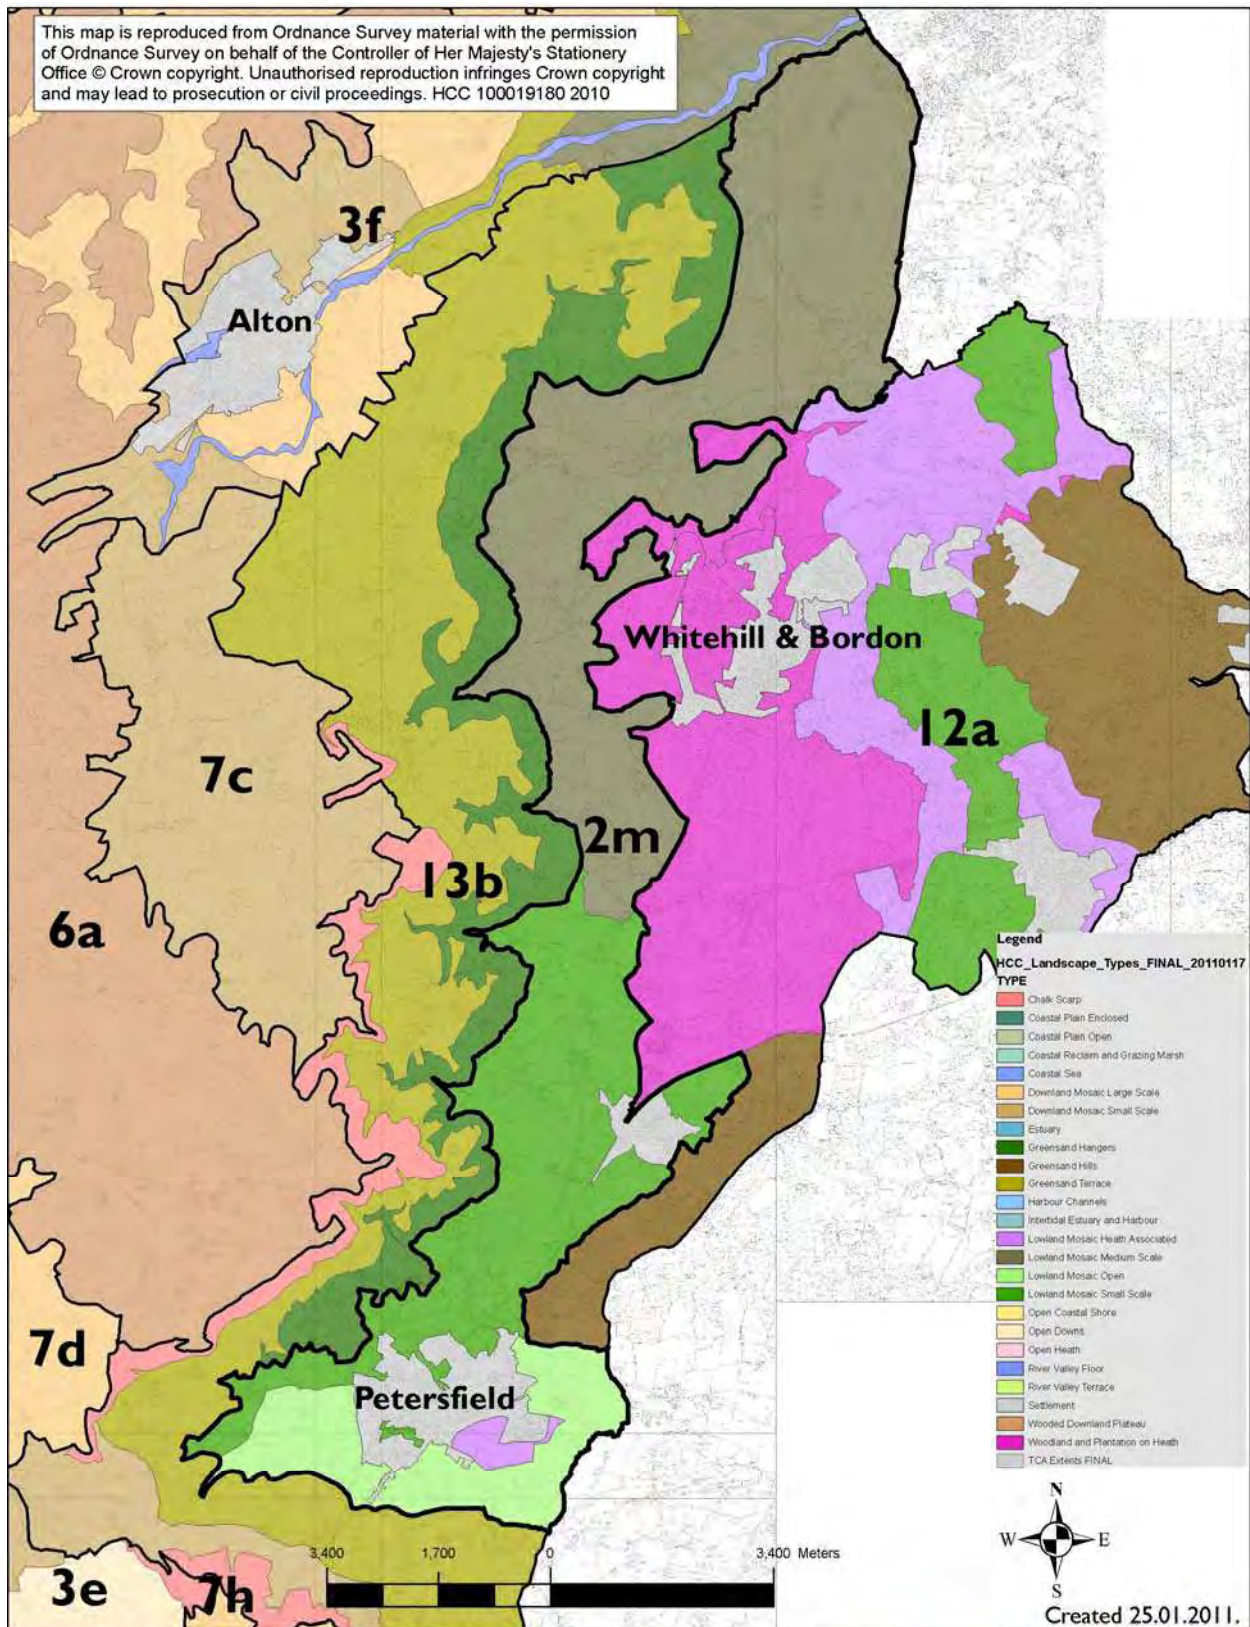 This map is reproduced from Ordnance Survey material with the permission
of Ordnance Survey on behalf of the Controller of Her Majesty's Stationery
Office © Crown copyright. Unauthorised reproduction infringes Crown copyright
and may lead to prosecution or civil proceedings. HCC 100019180 2010
3f
Alton
Whitehill & Bordon
12a
7c
2m
13b
6a
Legend
HCC_Landscape_Types_FINAL_20110117
TYPE
Chalk Scarp
Coastal Plain Enclosed
Coastal Plain Open
Coastal Reclaim and Grazing Marsh
Coastal Sea
Downland Mosaic Large Scale
Downland Mosaic Small Scale
Estuary
Greensand Hangers
Greensand Hills
Greensand Terrace
Harbour Channels
Intertidal Estuary and Harbour
Lowland Mosaic Heath Associated
Lowland Mosaic Medium Scale
Lowland Mosaic Open
Lowland Mosaic Small Scale
Open Coastal Shore
Open Downs
Open Heath
River Valley Floor
River Valley Terrace
Settlement
Wooded Downland Plateau
Woodland and Plantation on Heath
TCA Extents FINAL
7d
Petersfield
N
W E
S
3,400 1,700 0 3,400 Meters
3e
7h
Created 25.01.2011.